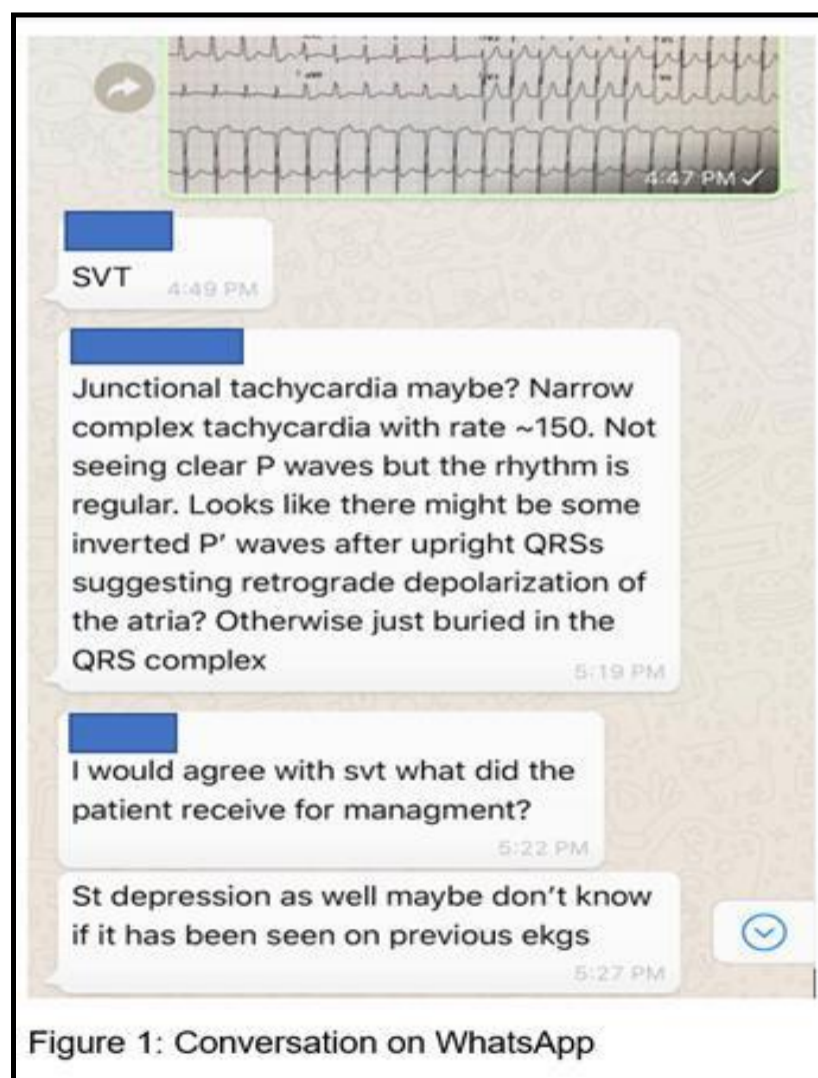 4:47 PM
SVT 4:49 PM
Junctional tachycardia maybe? Narrow
complex tachycardia with rate ~150. Not
seeing clear P waves but the rhythm is
regular. Looks like there might be some
inverted P’ waves after upright QRSs
suggesting retrograde depolarization of
the atria? Otherwise just buried in the
QRS complex 5:19 PM
I would agree with svt what did the
patient receive for managment?
5:22 PM
St depression as well maybe don’t know
if it has been seen on previous ekgs
5:27 PM
Figure 1: Conversation on WhatsApp